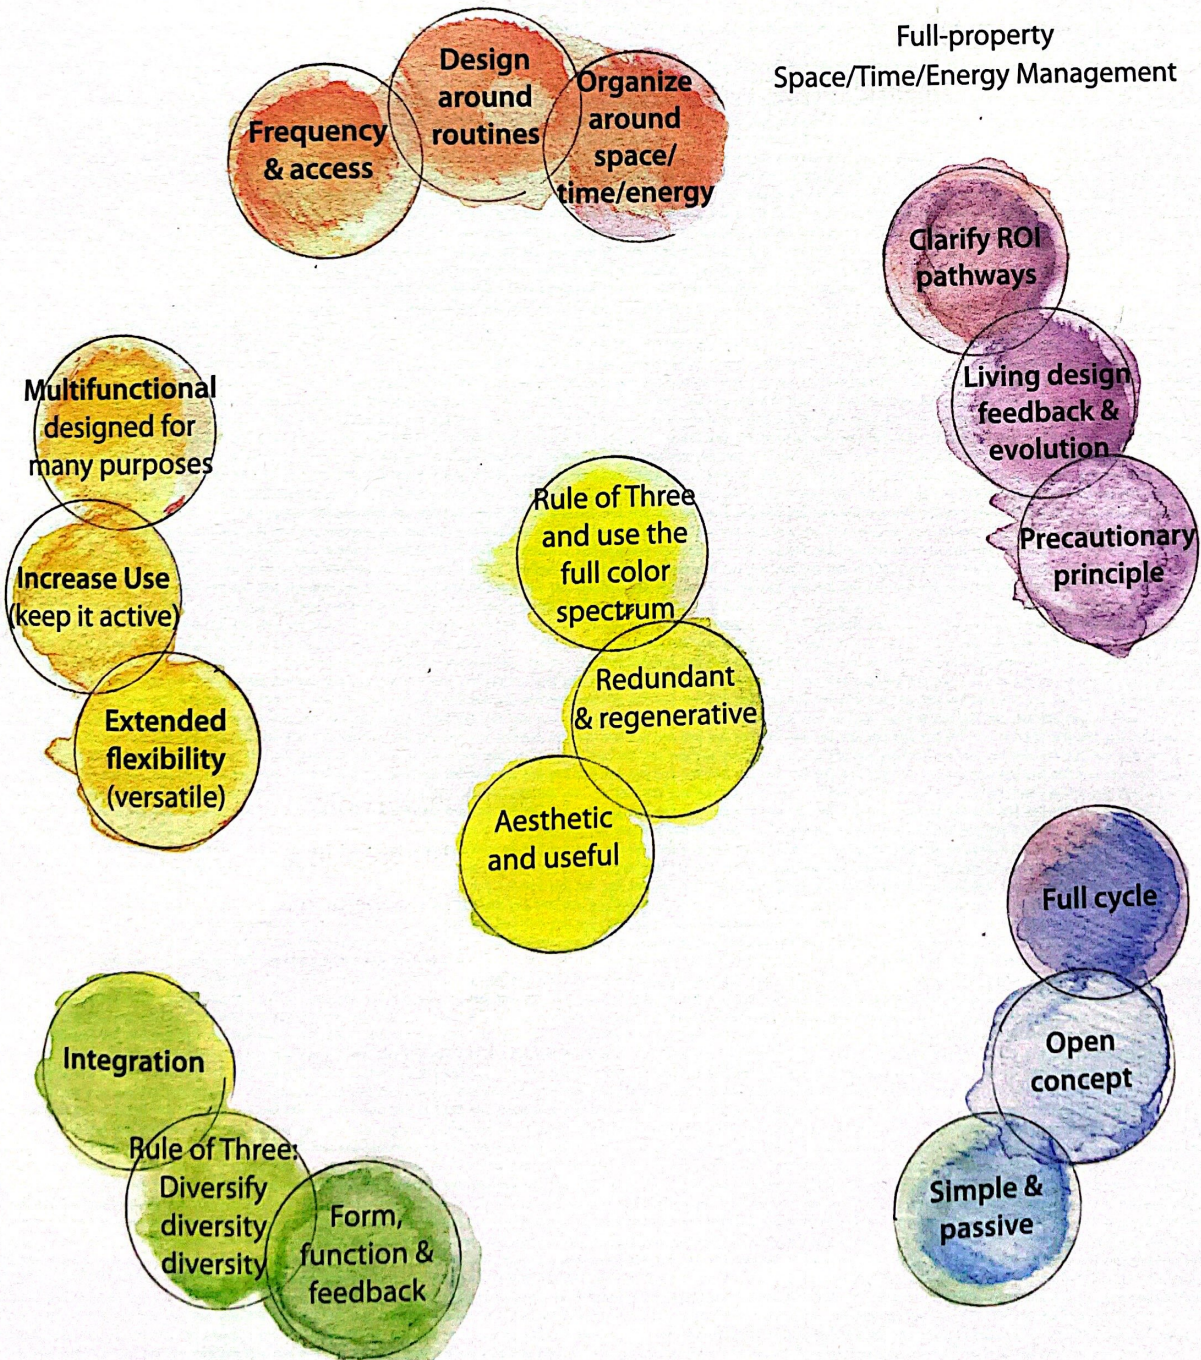 Full-property
Space/Time/Energy Management
Frequency
& access
Design
around
routines
Organize
around
space/
time/energy
Clarify ROI
pathways
Living design
feedback &
evolution
Precautionary
principle
Multifunctional
designed for
many purposes
Increase Use
(keep it active)
Extended
flexibility
(versatile)
Rule of Three
and use the
full color
spectrum
Redundant
& regenerative
Aesthetic
and useful
Full cycle
Open
concept
Simple &
passive
Integration
Rule of Three:
Diversify
diversity
diversity
Form,
function &
feedback